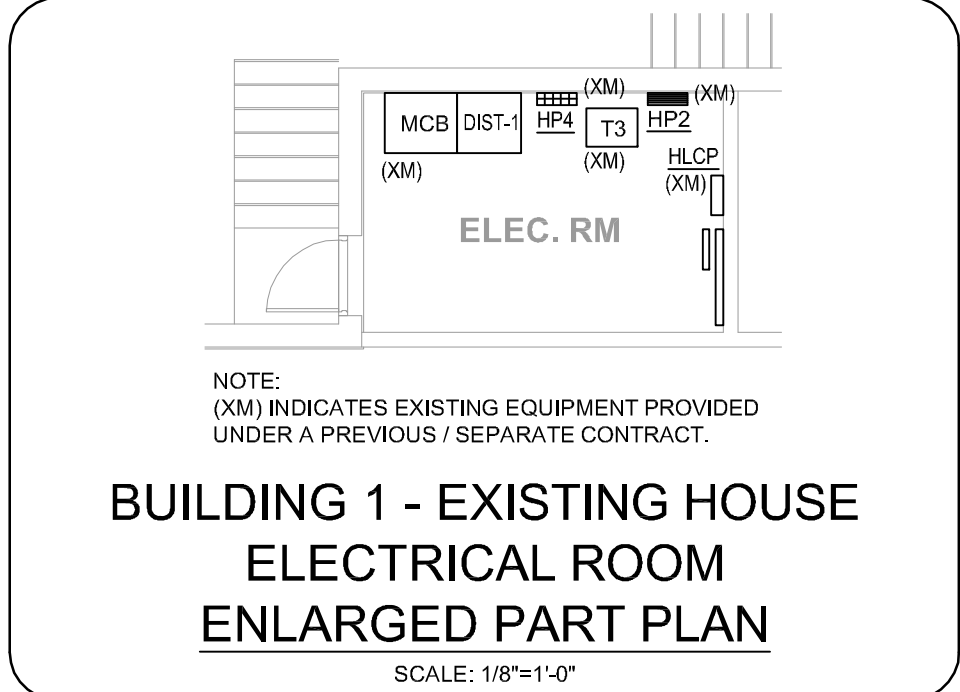 (XM)
(XM)
MCB
DIST-1
HP4
T3
HP2
(XM)
(XM)
HLCP
(XM)
ELEC. RM
NOTE:
(XM) INDICATES EXISTING EQUIPMENT PROVIDED
UNDER A PREVIOUS / SEPARATE CONTRACT.
BUILDING 1 - EXISTING HOUSE
ELECTRICAL ROOM
ENLARGED PART PLAN
SCALE: 1/8"=1'-0"